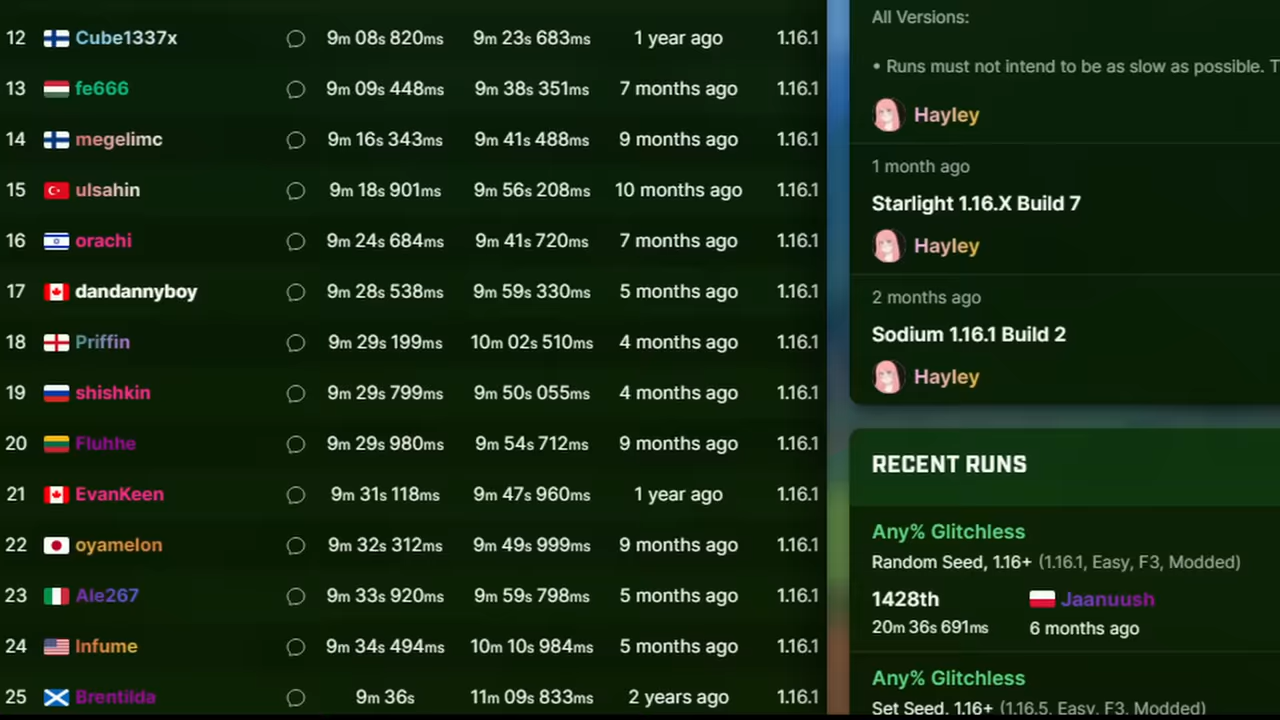 12 Cube1337x 9m 08s 820ms 9m 23s 683ms 1 year ago 1.16.1
13 fe666 9m 09s 448ms 9m 38s 351ms 7 months ago 1.16.1
14 megelimc 9m 16s 343ms 9m 41s 488ms 9 months ago 1.16.1
15 ulsahin 9m 18s 901ms 9m 56s 208ms 10 months ago 1.16.1
16 orachi 9m 24s 684ms 9m 41s 720ms 7 months ago 1.16.1
17 dandannyboy 9m 28s 538ms 9m 59s 330ms 5 months ago 1.16.1
18 Priffin 9m 29s 199ms 10m 02s 510ms 4 months ago 1.16.1
19 shishkin 9m 29s 799ms 9m 50s 055ms 4 months ago 1.16.1
20 Fluhhe 9m 29s 980ms 9m 54s 712ms 9 months ago 1.16.1
21 EvanKeen 9m 31s 118ms 9m 47s 960ms 1 year ago 1.16.1
22 oyamelon 9m 32s 312ms 9m 49s 999ms 9 months ago 1.16.1
23 Ale267 9m 33s 920ms 9m 59s 798ms 5 months ago 1.16.1
24 Infume 9m 34s 494ms 10m 10s 984ms 5 months ago 1.16.1
25 Brentilda 9m 36s 11m 09s 833ms 2 years ago 1.16.1
All Versions:
• Runs must not intend to be as slow as possible. T
Hayley
1 month ago
Starlight 1.16.X Build 7
Hayley
2 months ago
Sodium 1.16.1 Build 2
Hayley
RECENT RUNS
Any% Glitchless
Random Seed, 1.16+ (1.16.1, Easy, F3, Modded)
1428th Jaanuush
20m 36s 691ms 6 months ago
Any% Glitchless
Set Seed, 1.16+ (1.16.5, Easy, F3, Modded)